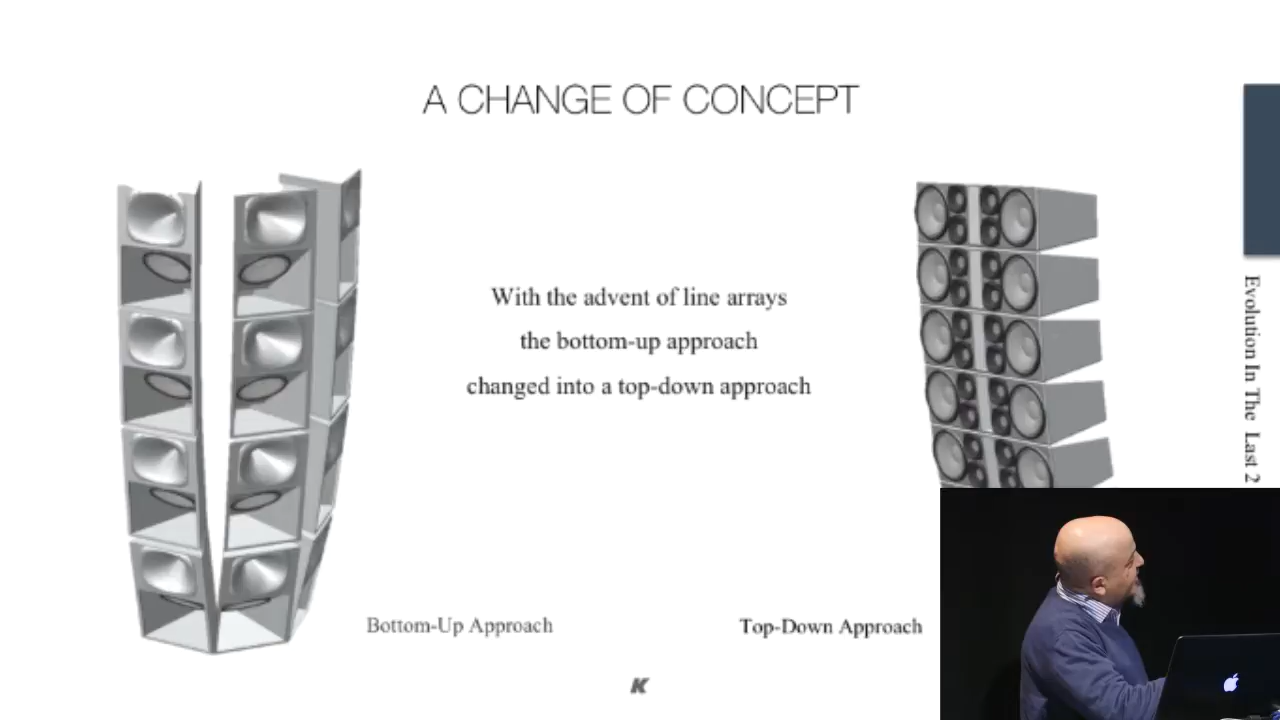 A CHANGE OF CONCEPT
With the advent of line arrays
the bottom-up approach
changed into a top-down approach
Bottom-Up Approach
Top-Down Approach
K
Evolution In The Last 2